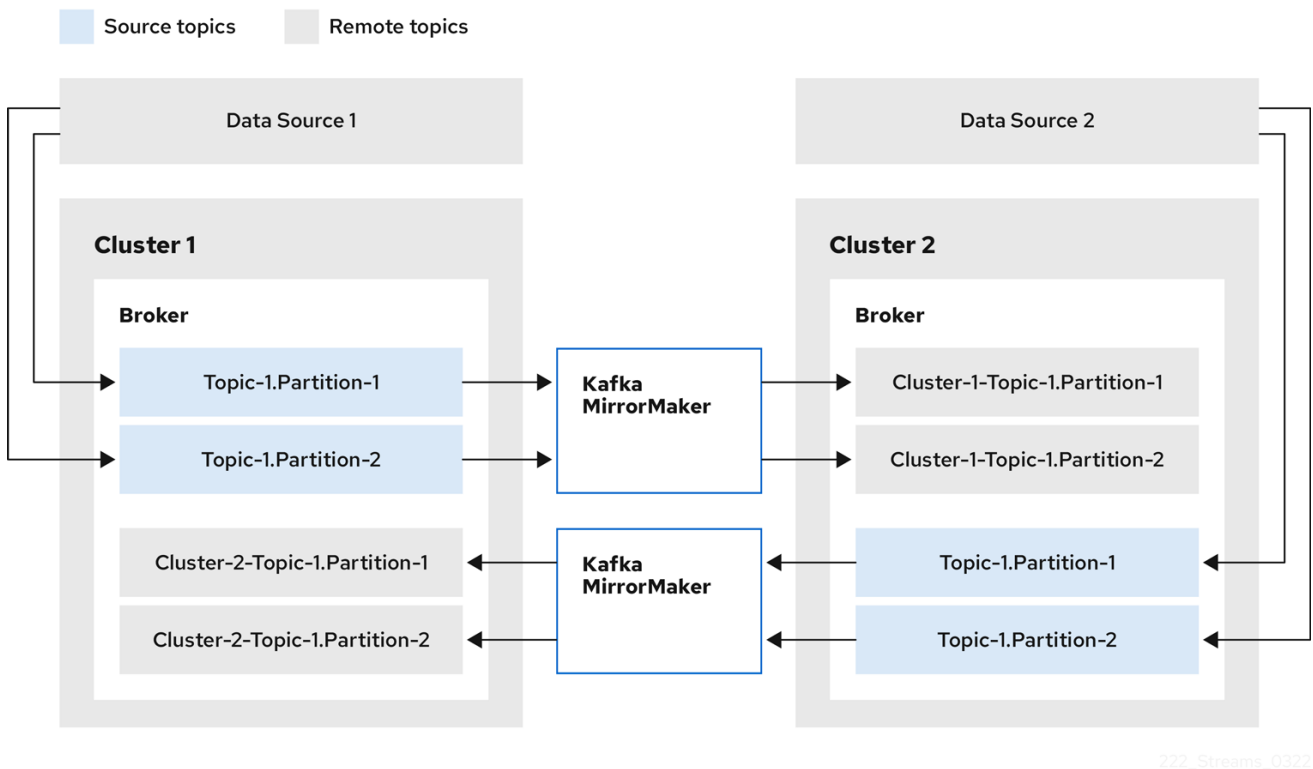 Source topics
Remote topics
Data Source 1
Data Source 2
Cluster 1
Cluster 2
Broker
Broker
Topic-1.Partition-1
Kafka
MirrorMaker
Cluster-1-Topic-1.Partition-1
Topic-1.Partition-2
Cluster-1-Topic-1.Partition-2
Cluster-2-Topic-1.Partition-1
Kafka
MirrorMaker
Topic-1.Partition-1
Cluster-2-Topic-1.Partition-2
Topic-1.Partition-2
222_Streams_0322